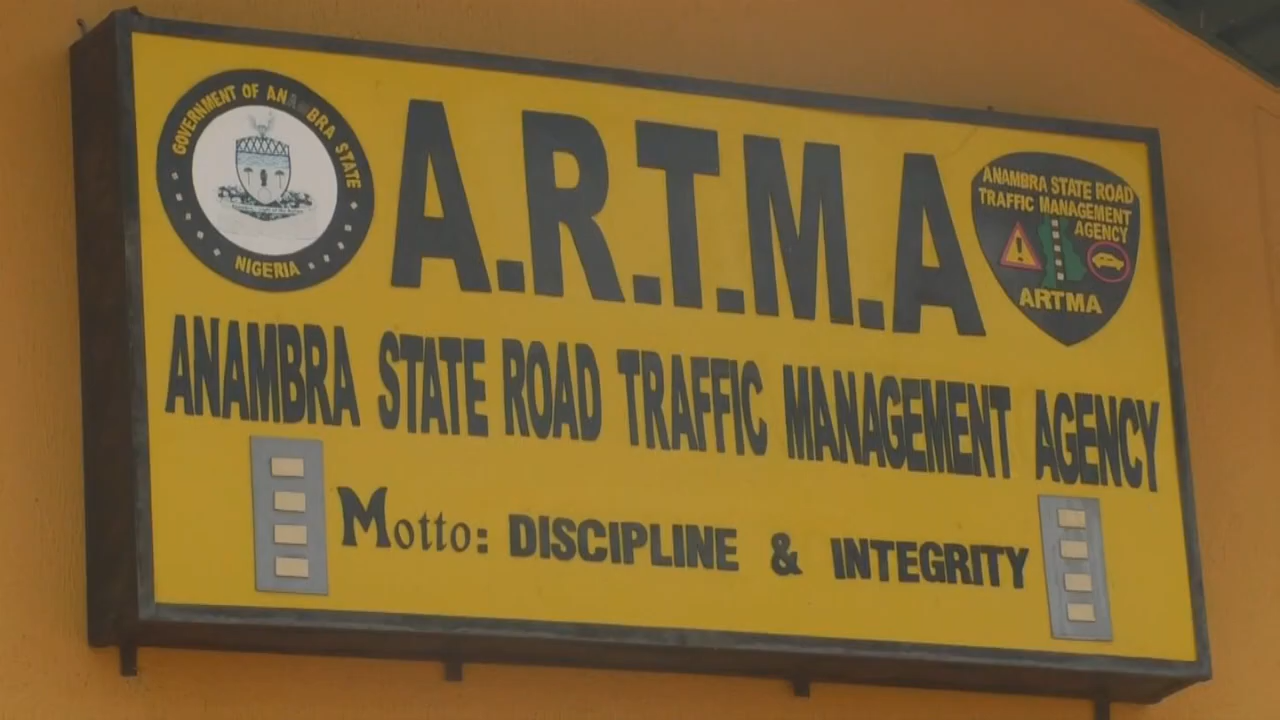 GOVERNMENT OF ANAMBRA STATE
NIGERIA
A.R.T.M.A
ANAMBRA STATE ROAD
TRAFFIC MANAGEMENT
AGENCY
ARTMA
ANAMBRA STATE ROAD TRAFFIC MANAGEMENT AGENCY
Motto: DISCIPLINE & INTEGRITY